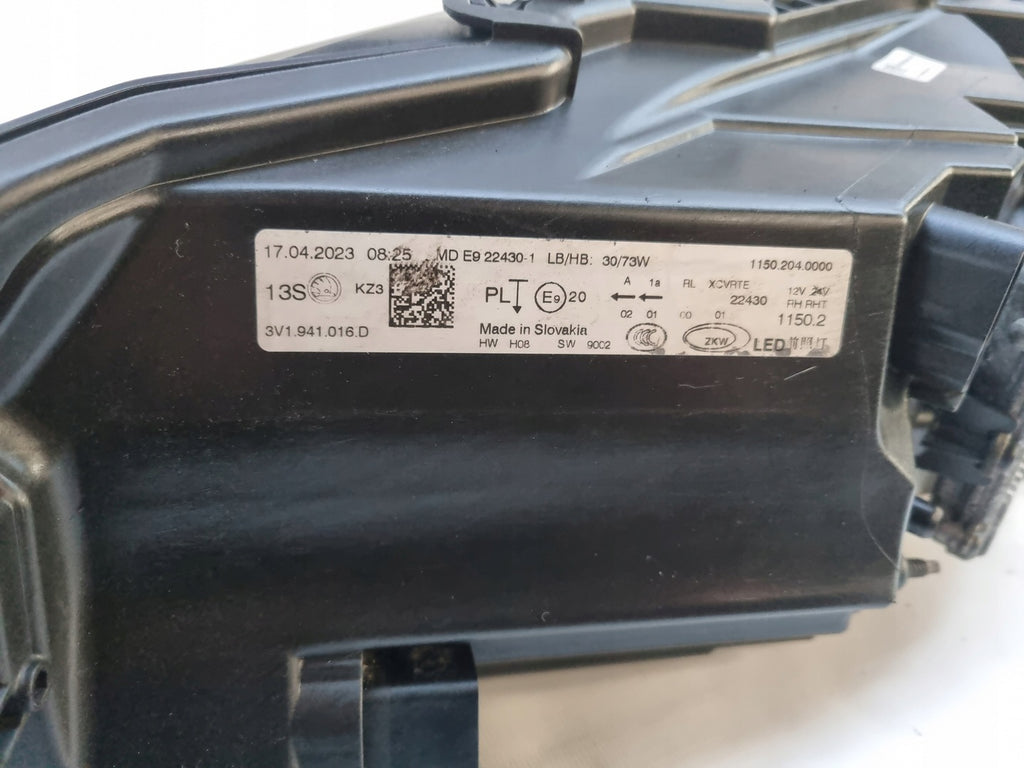 17.04.2023 08:25 MD E9 22430-1 LB/HB: 30/73W 1150.204.0000
13S KZ3 PL E9 20 A 1a RL XCVRTE 12V 24V
22430 RH RHT
02 01 00 01 1150.2
3V1.941.016.D Made in Slovakia
HW H08 SW 9002 CCC ZKW LED